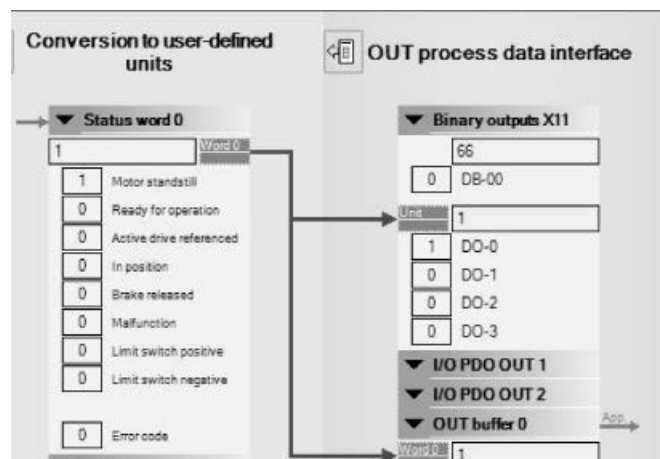 Conversion to user-defined
units
Status word 0
1
Word 0
1 Motor standstill
0 Ready for operation
0 Active drive referenced
0 In position
0 Brake released
0 Malfunction
0 Limit switch positive
0 Limit switch negative
0 Error code
OUT process data interface
Binary outputs X11
66
0 DB-00
Unit
1
1 DO-0
0 DO-1
0 DO-2
0 DO-3
I/O PDO OUT 1
I/O PDO OUT 2
OUT buffer 0
App.
Word 0
1